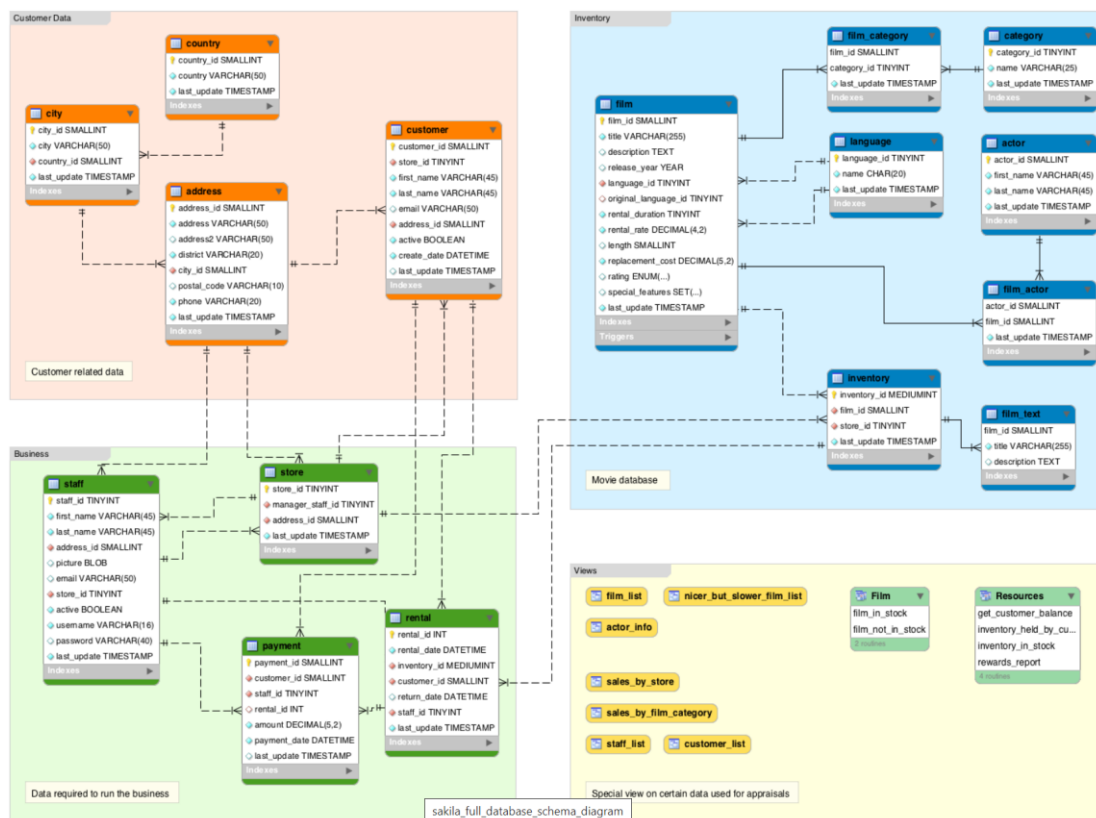 Customer Data
country
country_id SMALLINT
country VARCHAR(50)
last_update TIMESTAMP
Indexes
city
city_id SMALLINT
city VARCHAR(50)
country_id SMALLINT
last_update TIMESTAMP
Indexes
address
address_id SMALLINT
address VARCHAR(50)
address2 VARCHAR(50)
district VARCHAR(20)
city_id SMALLINT
postal_code VARCHAR(10)
phone VARCHAR(20)
last_update TIMESTAMP
Indexes
customer
customer_id SMALLINT
store_id TINYINT
first_name VARCHAR(45)
last_name VARCHAR(45)
email VARCHAR(50)
address_id SMALLINT
active BOOLEAN
create_date DATETIME
last_update TIMESTAMP
Indexes
Customer related data
Inventory
film
film_id SMALLINT
title VARCHAR(255)
description TEXT
release_year YEAR
language_id TINYINT
original_language_id TINYINT
rental_duration TINYINT
rental_rate DECIMAL(4,2)
length SMALLINT
replacement_cost DECIMAL(5,2)
rating ENUM(...)
special_features SET(...)
last_update TIMESTAMP
Indexes
Triggers
film_category
film_id SMALLINT
category_id TINYINT
last_update TIMESTAMP
Indexes
category
category_id TINYINT
name VARCHAR(25)
last_update TIMESTAMP
Indexes
language
language_id TINYINT
name CHAR(20)
last_update TIMESTAMP
Indexes
actor
actor_id SMALLINT
first_name VARCHAR(45)
last_name VARCHAR(45)
last_update TIMESTAMP
Indexes
film_actor
actor_id SMALLINT
film_id SMALLINT
last_update TIMESTAMP
Indexes
inventory
inventory_id MEDIUMINT
film_id SMALLINT
store_id TINYINT
last_update TIMESTAMP
Indexes
film_text
film_id SMALLINT
title VARCHAR(255)
description TEXT
Indexes
Movie database
Business
staff
staff_id TINYINT
first_name VARCHAR(45)
last_name VARCHAR(45)
address_id SMALLINT
picture BLOB
email VARCHAR(50)
store_id TINYINT
active BOOLEAN
username VARCHAR(16)
password VARCHAR(40)
last_update TIMESTAMP
Indexes
store
store_id TINYINT
manager_staff_id TINYINT
address_id SMALLINT
last_update TIMESTAMP
Indexes
payment
payment_id SMALLINT
customer_id SMALLINT
staff_id TINYINT
rental_id INT
amount DECIMAL(5,2)
payment_date DATETIME
last_update TIMESTAMP
Indexes
rental
rental_id INT
rental_date DATETIME
inventory_id MEDIUMINT
customer_id SMALLINT
return_date DATETIME
staff_id TINYINT
last_update TIMESTAMP
Indexes
Data required to run the business
Views
film_list
nicer_but_slower_film_list
actor_info
sales_by_store
sales_by_film_category
staff_list
customer_list
Film
film_in_stock
film_not_in_stock
2 routines
Resources
get_customer_balance
inventory_held_by_cu...
inventory_in_stock
rewards_report
4 routines
Special view on certain data used for appraisals
sakila_full_database_schema_diagram